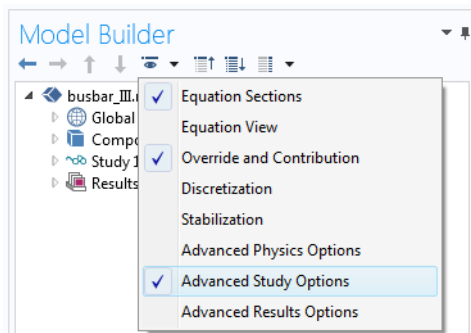 Model Builder
busbar_III.
Global
Compo
Study 1
Results
Equation Sections
Equation View
Override and Contribution
Discretization
Stabilization
Advanced Physics Options
Advanced Study Options
Advanced Results Options